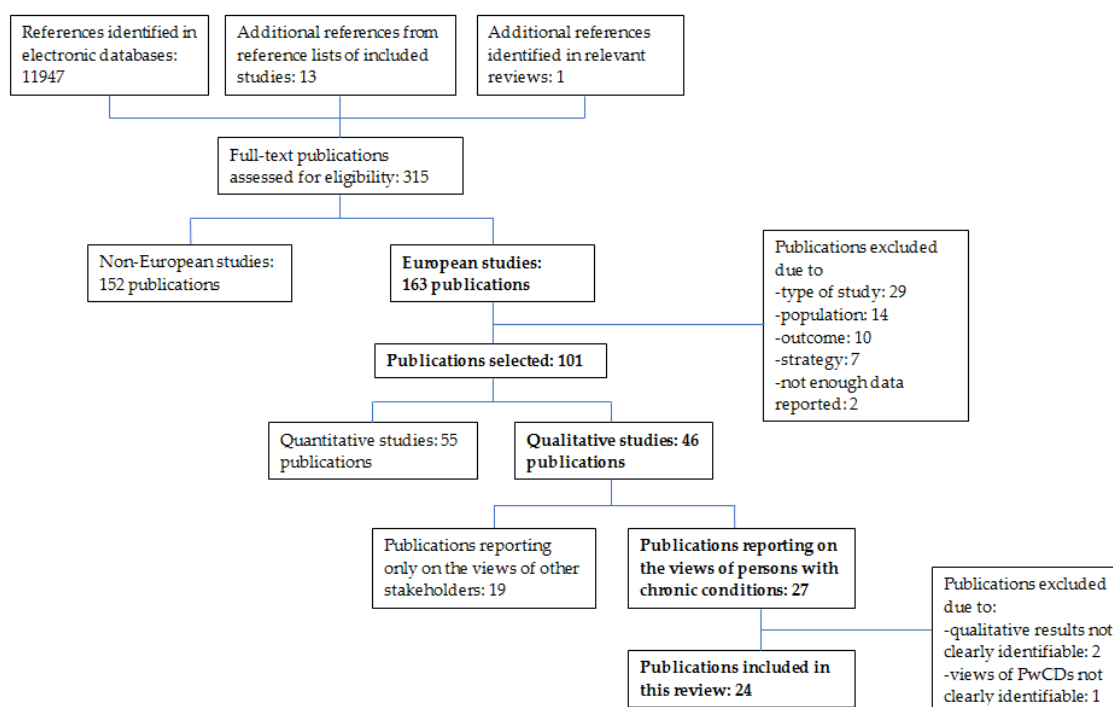 References identified in
electronic databases:
11947
Additional references from
reference lists of included
studies: 13
Additional references
identified in relevant
reviews: 1
Full-text publications
assessed for eligibility: 315
Non-European studies:
152 publications
European studies:
163 publications
Publications excluded
due to
-type of study: 29
-population: 14
-outcome: 10
-strategy: 7
-not enough data
reported: 2
Publications selected: 101
Quantitative studies: 55
publications
Qualitative studies: 46
publications
Publications reporting
only on the views of other
stakeholders: 19
Publications reporting on
the views of persons with
chronic conditions: 27
Publications excluded
due to:
-qualitative results not
clearly identifiable: 2
-views of PwCDs not
clearly identifiable: 1
Publications included in
this review: 24